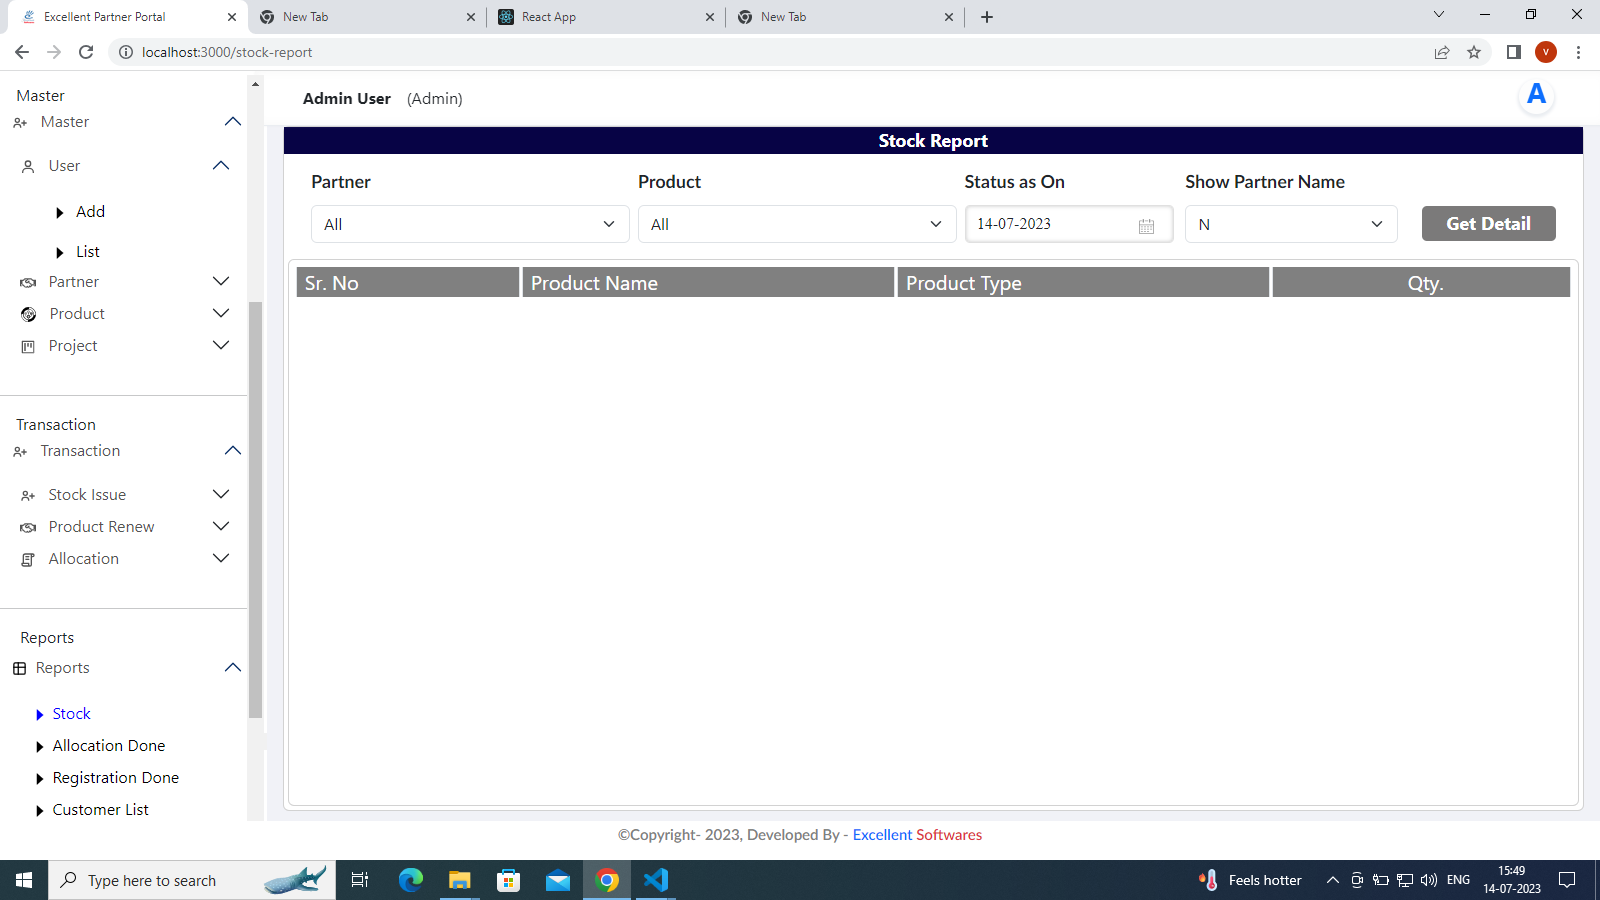 Excellent Partner Portal
New Tab
React App
New Tab
localhost:3000/stock-report
V
Master
Master
User
Add
List
Partner
Product
Project
Transaction
Transaction
Stock Issue
Product Renew
Allocation
Reports
Reports
Stock
Allocation Done
Registration Done
Customer List
Admin User (Admin)
A
Stock Report
Partner Product Status as On Show Partner Name
All All 14-07-2023 N Get Detail
Sr. No Product Name Product Type Qty.
©Copyright- 2023, Developed By - Excellent Softwares
Type here to search
Feels hotter
ENG
15:49
14-07-2023